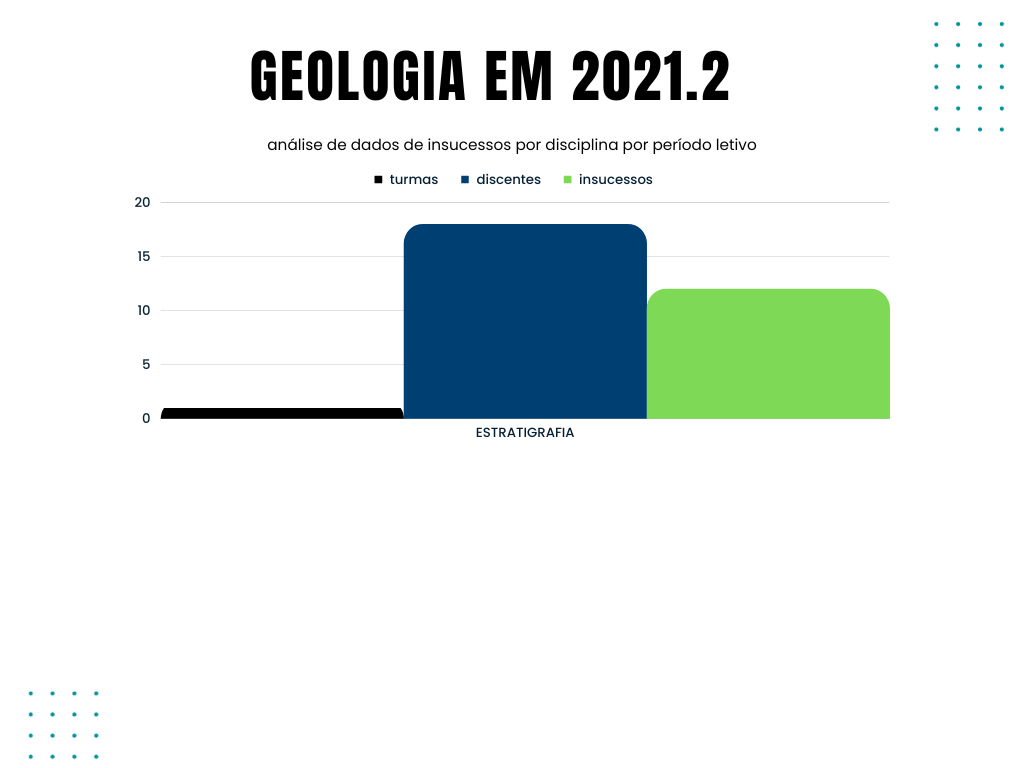 GEOLOGIA EM 2021.2
análise de dados de insucessos por disciplina por período letivo
turmas discentes insucessos
20
15
10
5
0
ESTRATIGRAFIA